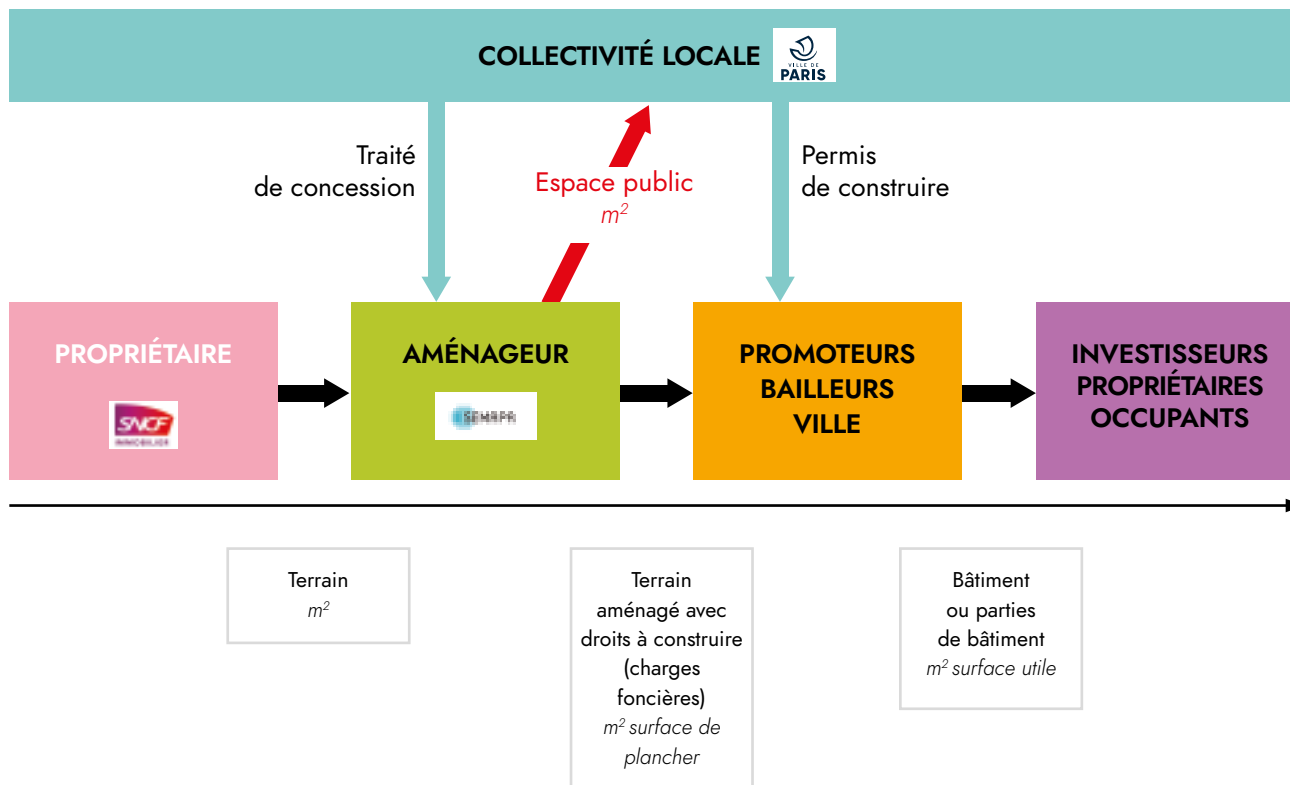 COLLECTIVITÉ LOCALE
VILLE DE
PARIS
Traité
de concession
Espace public
m²
Permis
de construire
PROPRIÉTAIRE
SNCF
IMMOBILIER
AMÉNAGEUR
SEMAPA
PROMOTEURS
BAILLEURS
VILLE
INVESTISSEURS
PROPRIÉTAIRES
OCCUPANTS
Terrain
m²
Terrain
aménagé avec
droits à construire
(charges
foncières)
m² surface de
plancher
Bâtiment
ou parties
de bâtiment
m² surface utile